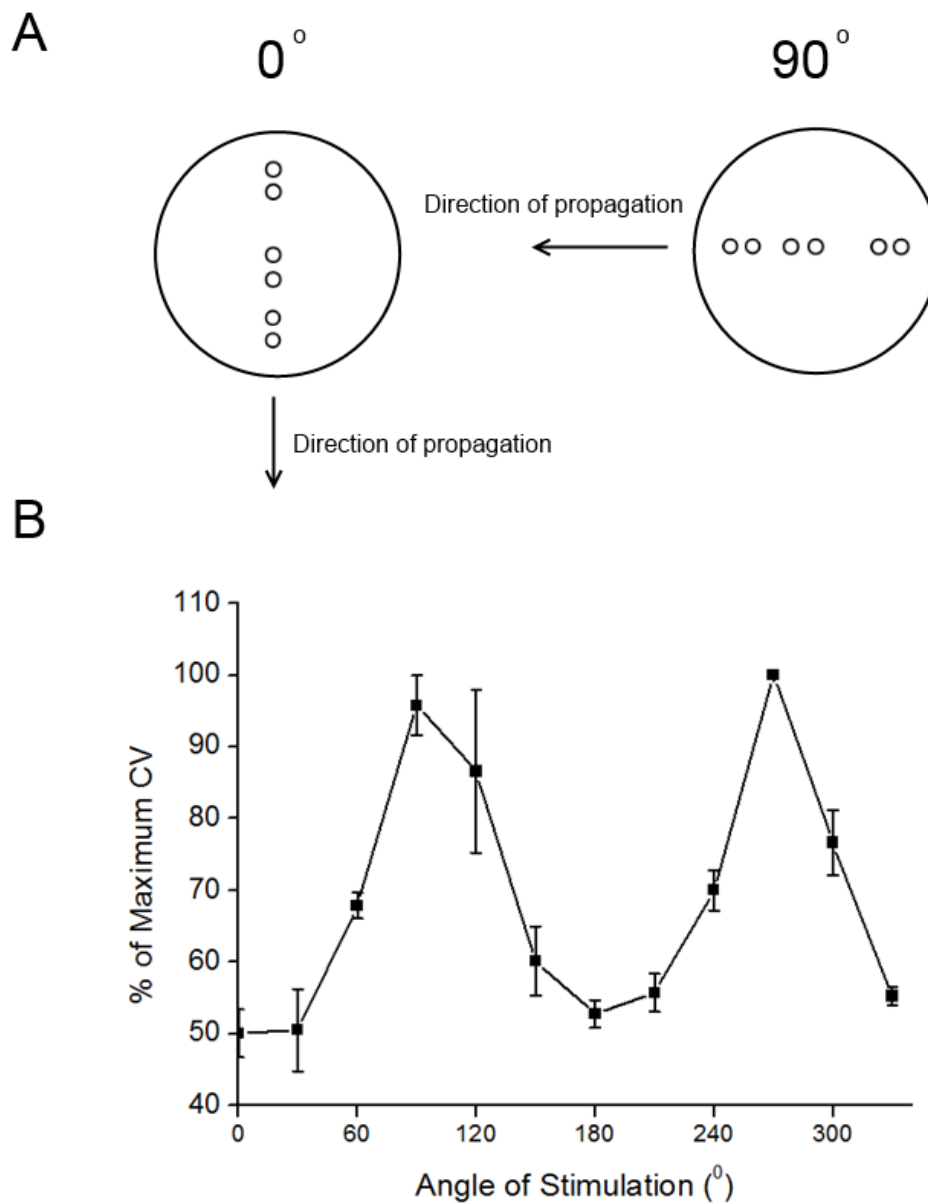 A
0°
90°
Direction of propagation
Direction of propagation
B
110
100
90
80
70
60
50
40
% of Maximum CV
0
60
120
180
240
300
Angle of Stimulation (⁰)